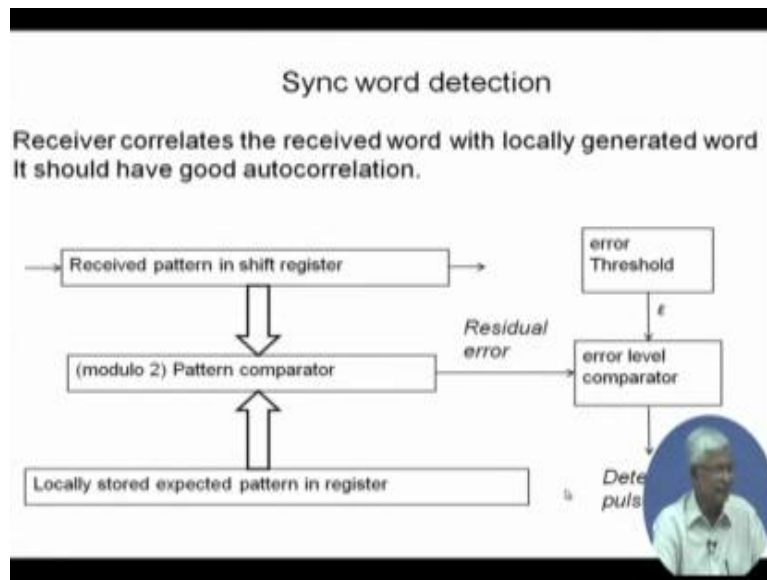 Sync word detection
Receiver correlates the received word with locally generated word
It should have good autocorrelation.
Received pattern in shift register
error
Threshold
ε
(modulo 2) Pattern comparator
Residual
error
error level
comparator
Locally stored expected pattern in register